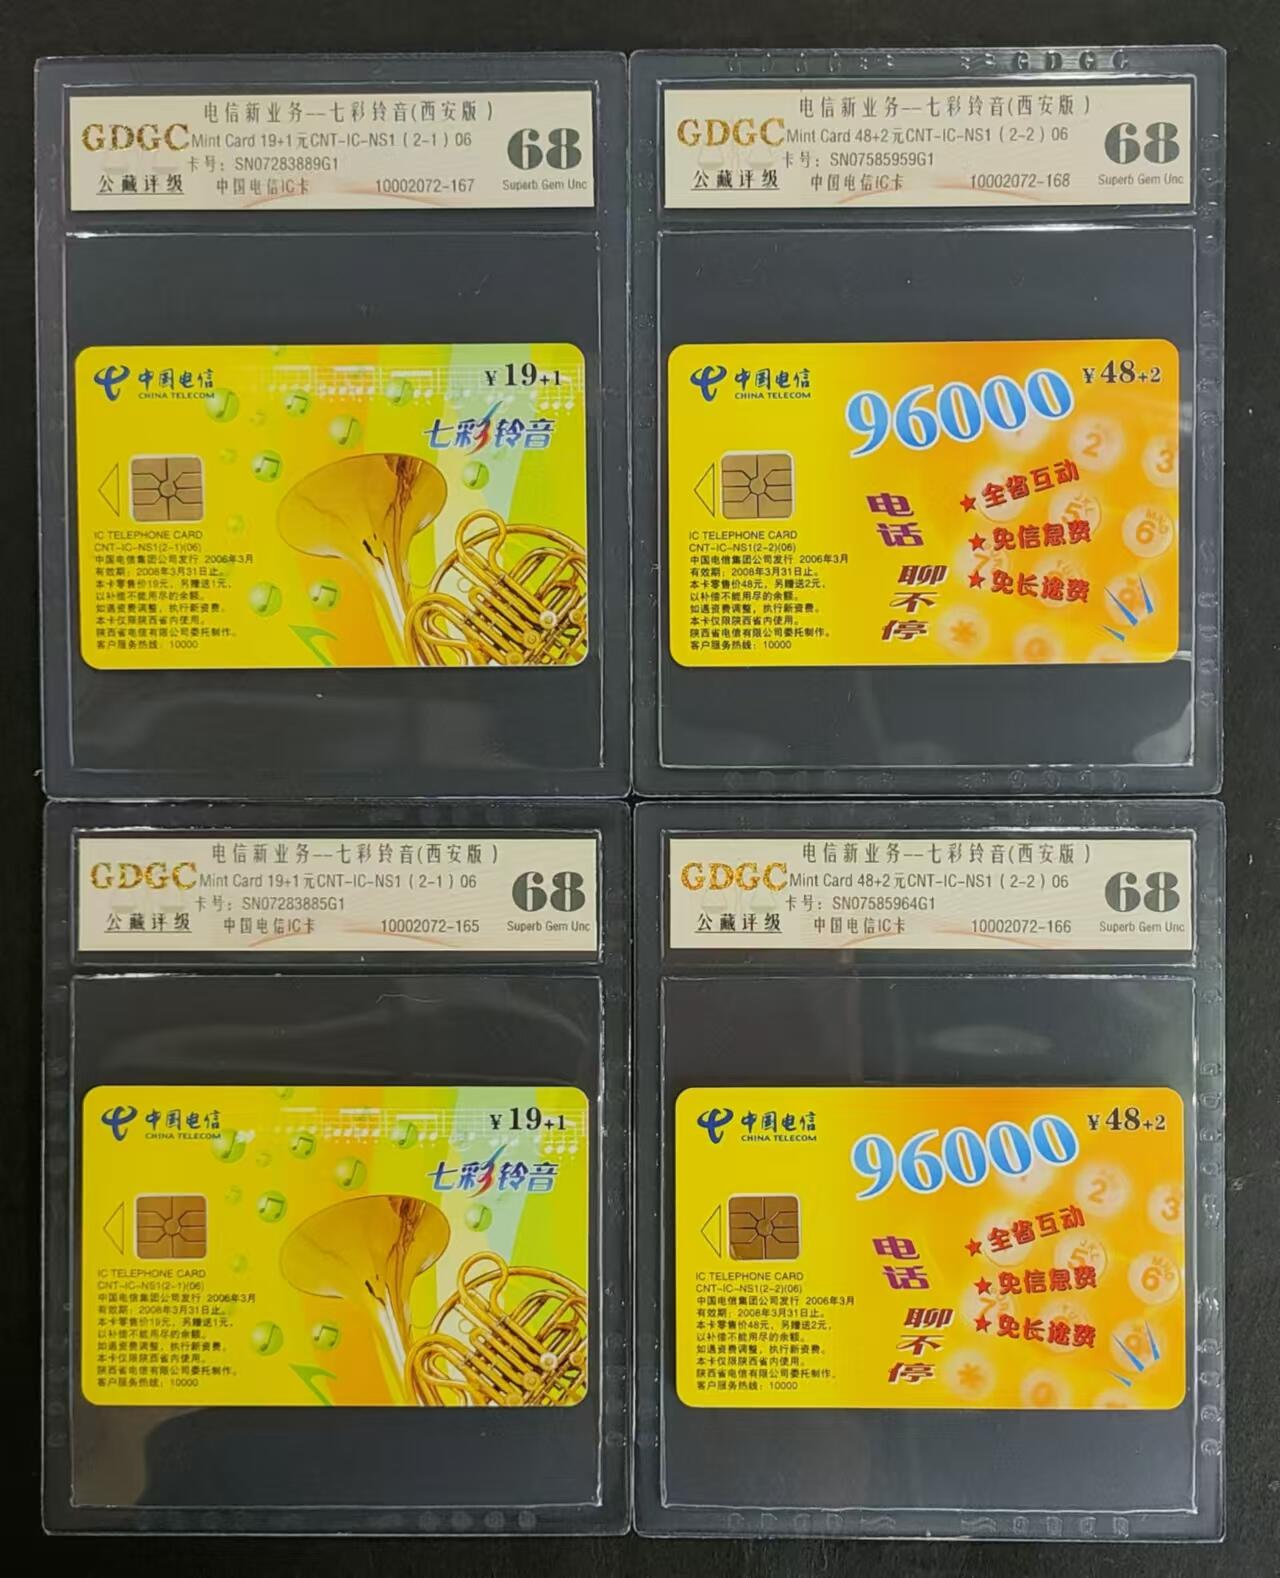 电信新业务--七彩铃音(西安版)
GDGC Mint Card 19+1元CNT-IC-NS1(2-1)06 68
卡号: SN07283889G1
公藏评级 中国电信IC卡 10002072-167 Superb Gem Unc
中国电信 ¥19+1
CHINA TELECOM
七彩铃音
IC TELEPHONE CARD
CNT-IC-NS1(2-1)(06)
中国电信集团公司发行 2006年3月
有效期: 2008年3月31日止。
本卡零售价19元，另赠送1元，
以补偿不能用尽的余额。
如遇资费调整，执行新资费。
本卡仅限陕西省内使用。
陕西省电信有限公司委托制作。
客户服务热线: 10000
电信新业务--七彩铃音(西安版)
GDGC Mint Card 48+2元CNT-IC-NS1(2-2)06 68
卡号: SN07585959G1
公藏评级 中国电信IC卡 10002072-168 Superb Gem Unc
中国电信 ¥48+2
CHINA TELECOM
96000
电话聊不停
★全省互动
★免信息费
★免长途费
IC TELEPHONE CARD
CNT-IC-NS1(2-2)(06)
中国电信集团公司发行 2006年3月
有效期: 2008年3月31日止。
本卡零售价48元，另赠送2元，
以补偿不能用尽的余额。
如遇资费调整，执行新资费。
本卡仅限陕西省内使用。
陕西省电信有限公司委托制作。
客户服务热线: 10000
电信新业务--七彩铃音(西安版)
GDGC Mint Card 19+1元CNT-IC-NS1(2-1)06 68
卡号: SN07283885G1
公藏评级 中国电信IC卡 10002072-165 Superb Gem Unc
中国电信 ¥19+1
CHINA TELECOM
七彩铃音
IC TELEPHONE CARD
CNT-IC-NS1(2-1)(06)
中国电信集团公司发行 2006年3月
有效期: 2008年3月31日止。
本卡零售价19元，另赠送1元，
以补偿不能用尽的余额。
如遇资费调整，执行新资费。
本卡仅限陕西省内使用。
陕西省电信有限公司委托制作。
客户服务热线: 10000
电信新业务--七彩铃音(西安版)
GDGC Mint Card 48+2元CNT-IC-NS1(2-2)06 68
卡号: SN07585964G1
公藏评级 中国电信IC卡 10002072-166 Superb Gem Unc
中国电信 ¥48+2
CHINA TELECOM
96000
电话聊不停
★全省互动
★免信息费
★免长途费
IC TELEPHONE CARD
CNT-IC-NS1(2-2)(06)
中国电信集团公司发行 2006年3月
有效期: 2008年3月31日止。
本卡零售价48元，另赠送2元，
以补偿不能用尽的余额。
如遇资费调整，执行新资费。
本卡仅限陕西省内使用。
陕西省电信有限公司委托制作。
客户服务热线: 10000